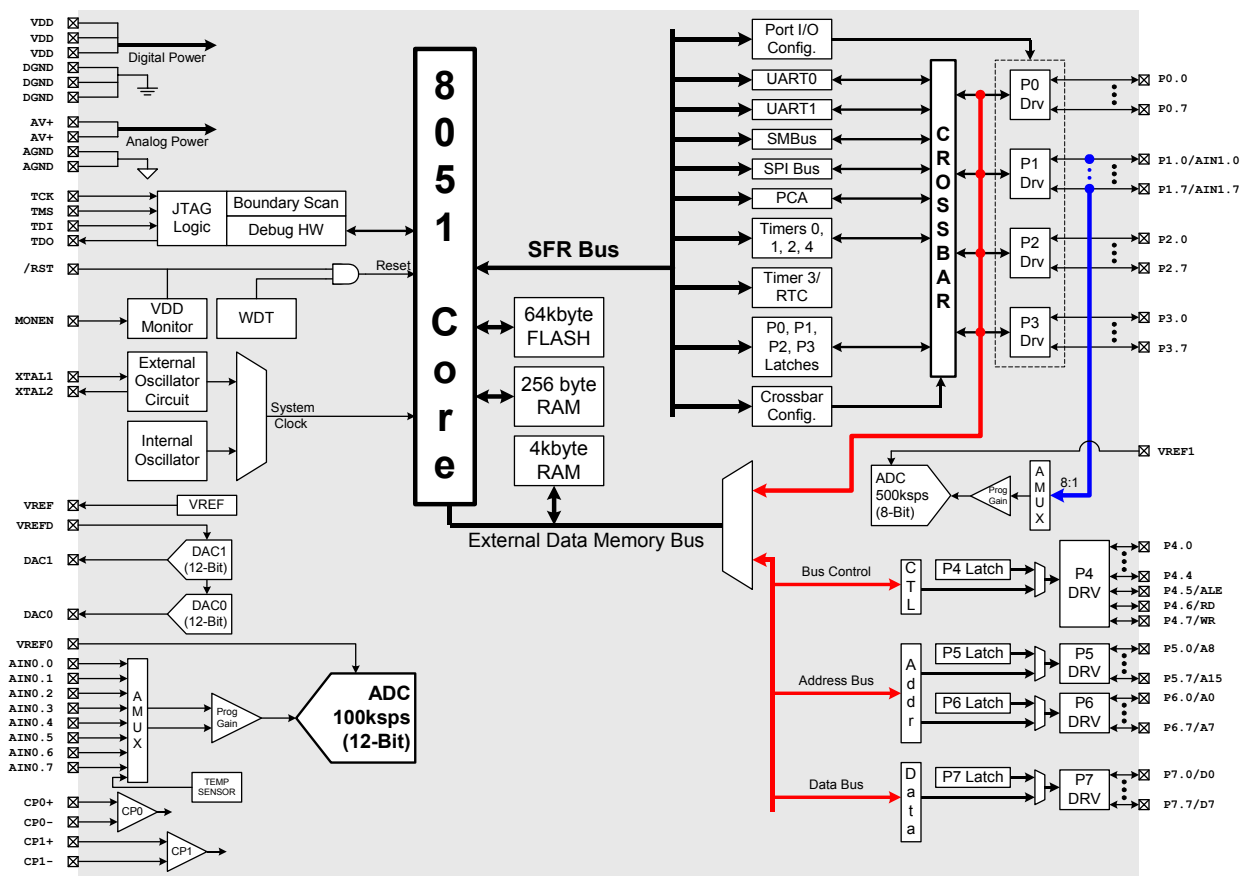 VDD
VDD
VDD
Digital Power
DGND
DGND
DGND
AV+
AV+
Analog Power
AGND
AGND
TCK
TMS
TDI
TDO
JTAG
Logic
Boundary Scan
Debug HW
/RST
Reset
MONEN
VDD
Monitor
WDT
XTAL1
XTAL2
External
Oscillator
Circuit
Internal
Oscillator
System
Clock
VREF
VREF
VREFD
DAC1
DAC1
(12-Bit)
DAC0
DAC0
(12-Bit)
VREF0
AIN0.0
AIN0.1
AIN0.2
AIN0.3
AIN0.4
AIN0.5
AIN0.6
AIN0.7
AMUX
Prog
Gain
ADC
100ksps
(12-Bit)
TEMP
SENSOR
CP0+
CP0-
CP0
CP1+
CP1-
CP1
8051 Core
SFR Bus
64kbyte
FLASH
256 byte
RAM
4kbyte
RAM
External Data Memory Bus
Port I/O
Config.
UART0
UART1
SMBus
SPI Bus
PCA
Timers 0,
1, 2, 4
Timer 3/
RTC
P0, P1,
P2, P3
Latches
Crossbar
Config.
CROSSBAR
P0
Drv
P1
Drv
P2
Drv
P3
Drv
P0.0
P0.7
P1.0/AIN1.0
P1.7/AIN1.7
P2.0
P2.7
P3.0
P3.7
VREF1
ADC
500ksps
(8-Bit)
Prog
Gain
AMUX
8:1
Bus Control
CTL
P4 Latch
P4
DRV
P4.0
P4.4
P4.5/ALE
P4.6/RD
P4.7/WR
Address Bus
Addr
P5 Latch
P5
DRV
P5.0/A8
P5.7/A15
P6 Latch
P6
DRV
P6.0/A0
P6.7/A7
Data Bus
Data
P7 Latch
P7
DRV
P7.0/D0
P7.7/D7